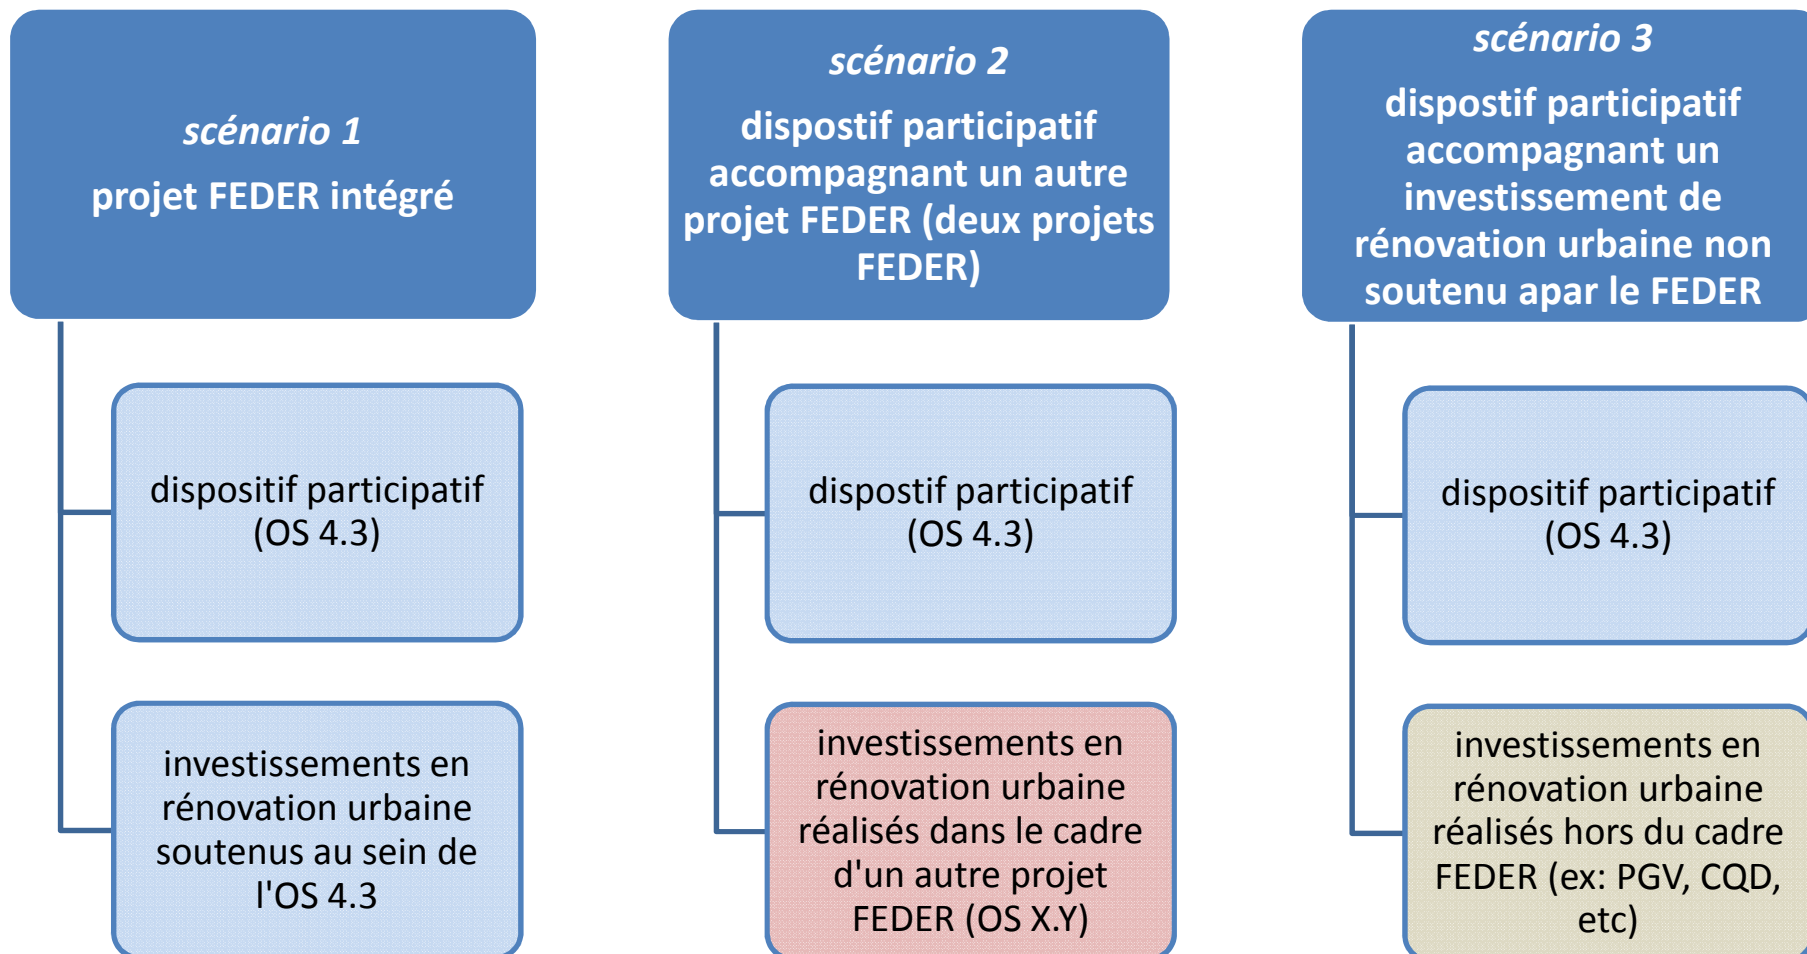 scénario 1
projet FEDER intégré
dispositif participatif
(OS 4.3)
investissements en
rénovation urbaine
soutenus au sein de
l'OS 4.3
scénario 2
dispostif participatif
accompagnant un autre
projet FEDER (deux projets
FEDER)
dispostif participatif
(OS 4.3)
investissements en
rénovation urbaine
réalisés dans le cadre
d'un autre projet
FEDER (OS X.Y)
scénario 3
dispostif participatif
accompagnant un
investissement de
rénovation urbaine non
soutenu apar le FEDER
dispositif participatif
(OS 4.3)
investissements en
rénovation urbaine
réalisés hors du cadre
FEDER (ex: PGV, CQD,
etc)